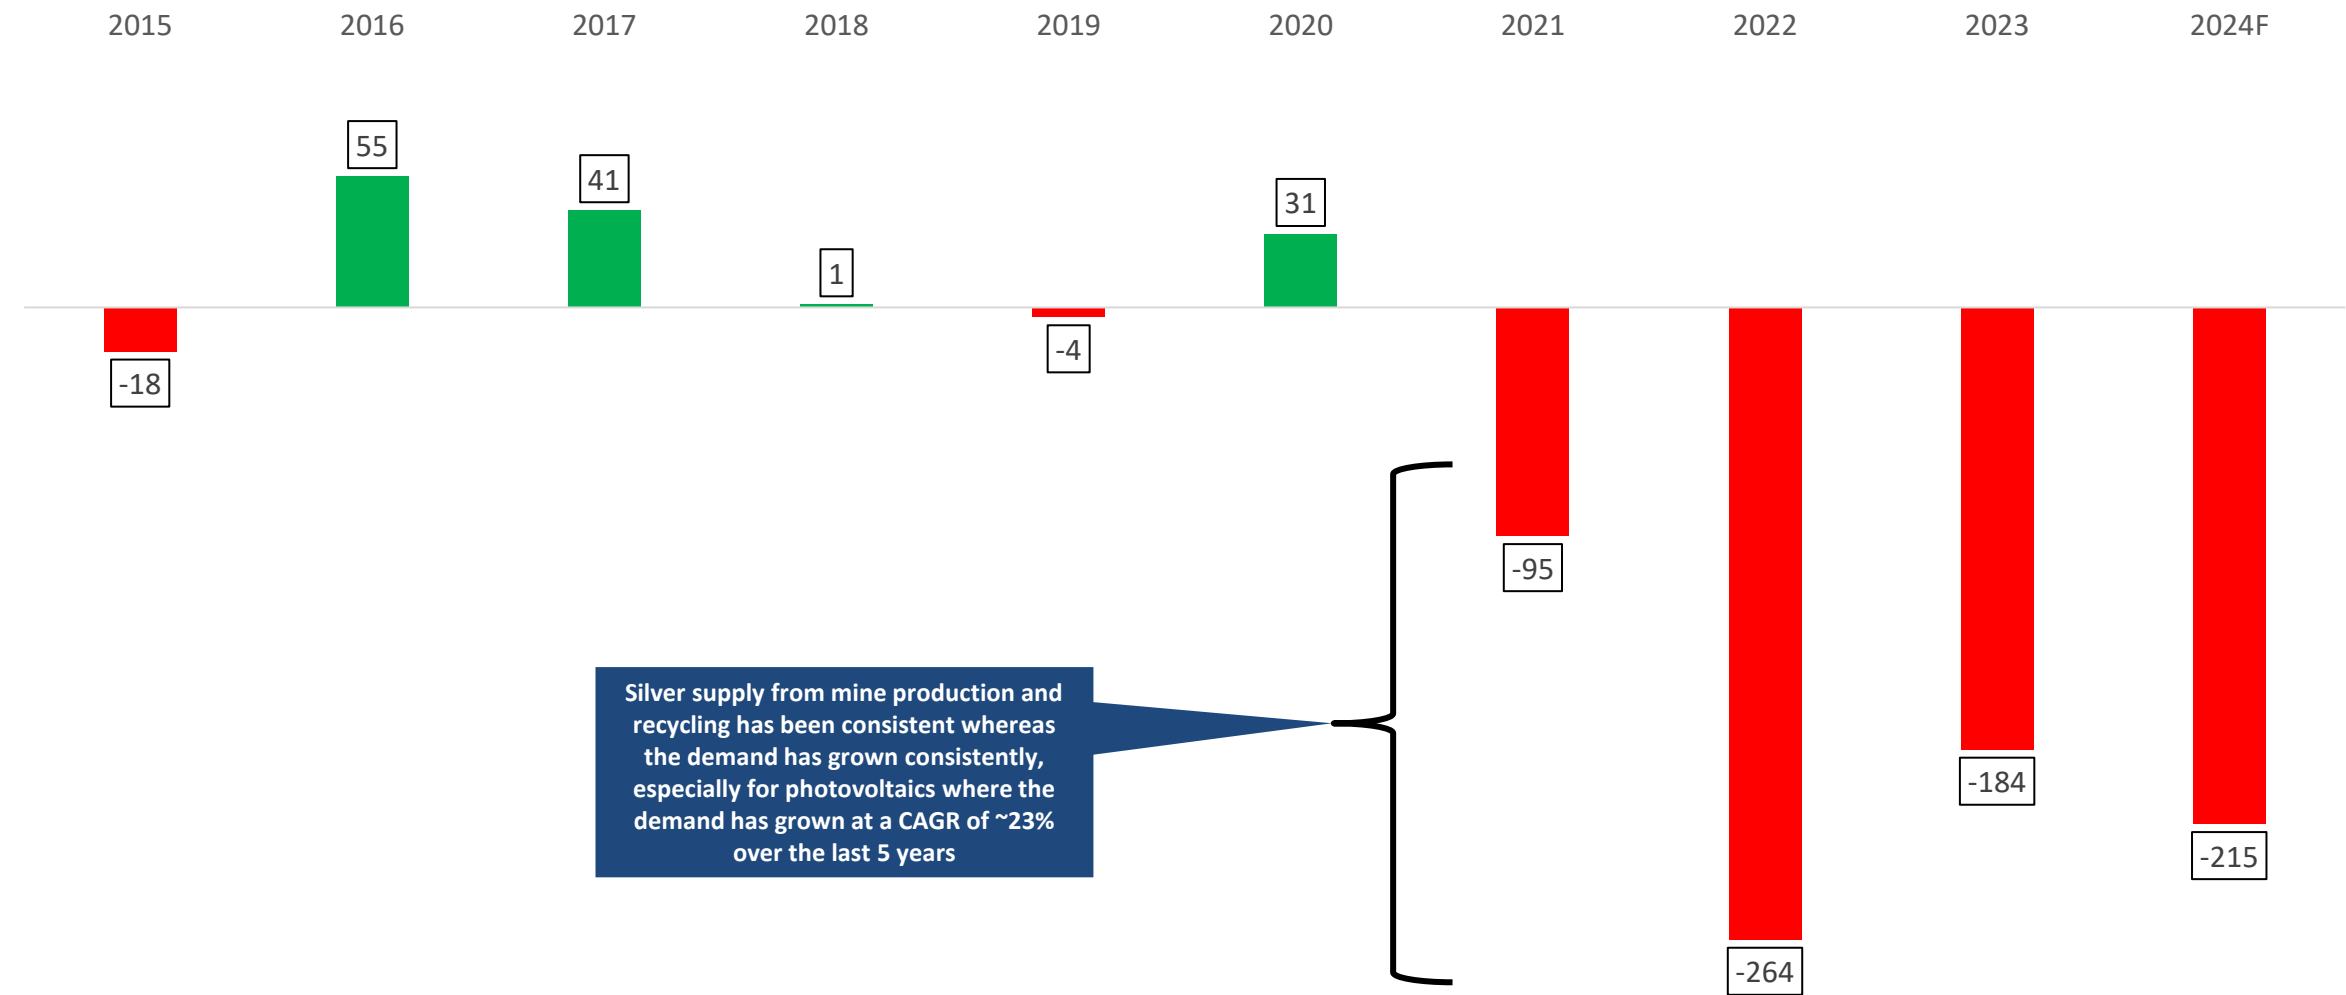 2015 2016 2017 2018 2019 2020 2021 2022 2023 2024F
55
41
31
1
-4
-18
-95
Silver supply from mine production and
recycling has been consistent whereas
the demand has grown consistently,
especially for photovoltaics where the
demand has grown at a CAGR of ~23%
over the last 5 years
-184
-215
-264